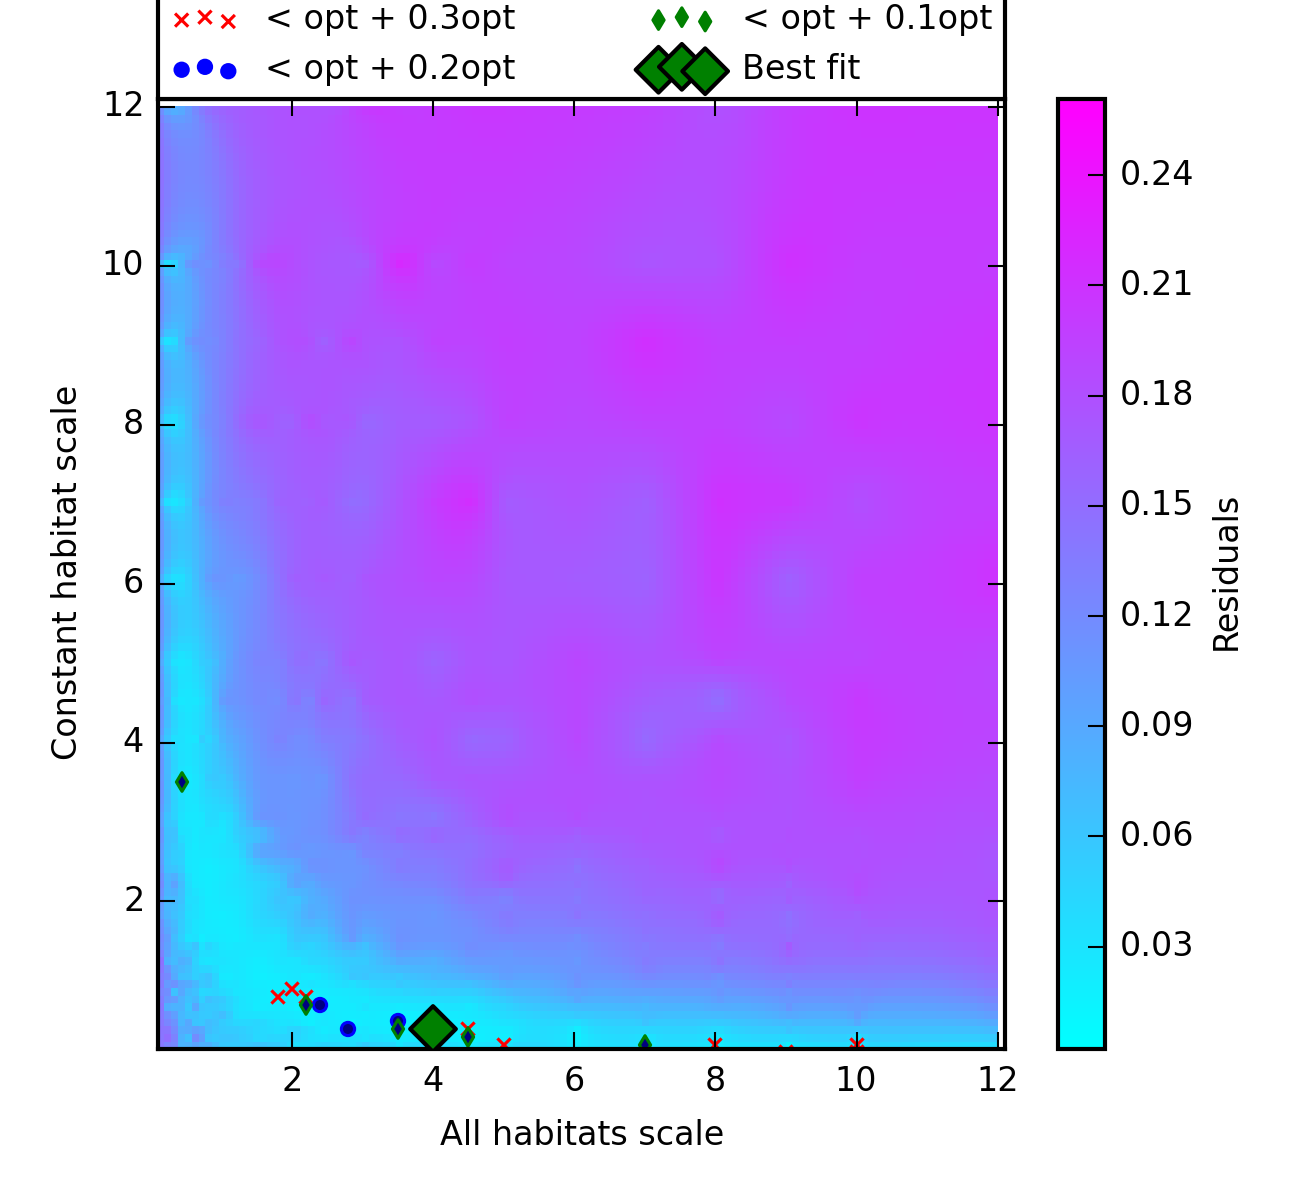 < opt + 0.3opt
< opt + 0.1opt
< opt + 0.2opt
Best fit
12
10
8
6
4
2
Constant habitat scale
2
4
6
8
10
12
All habitats scale
0.24
0.21
0.18
0.15
0.12
0.09
0.06
0.03
Residuals